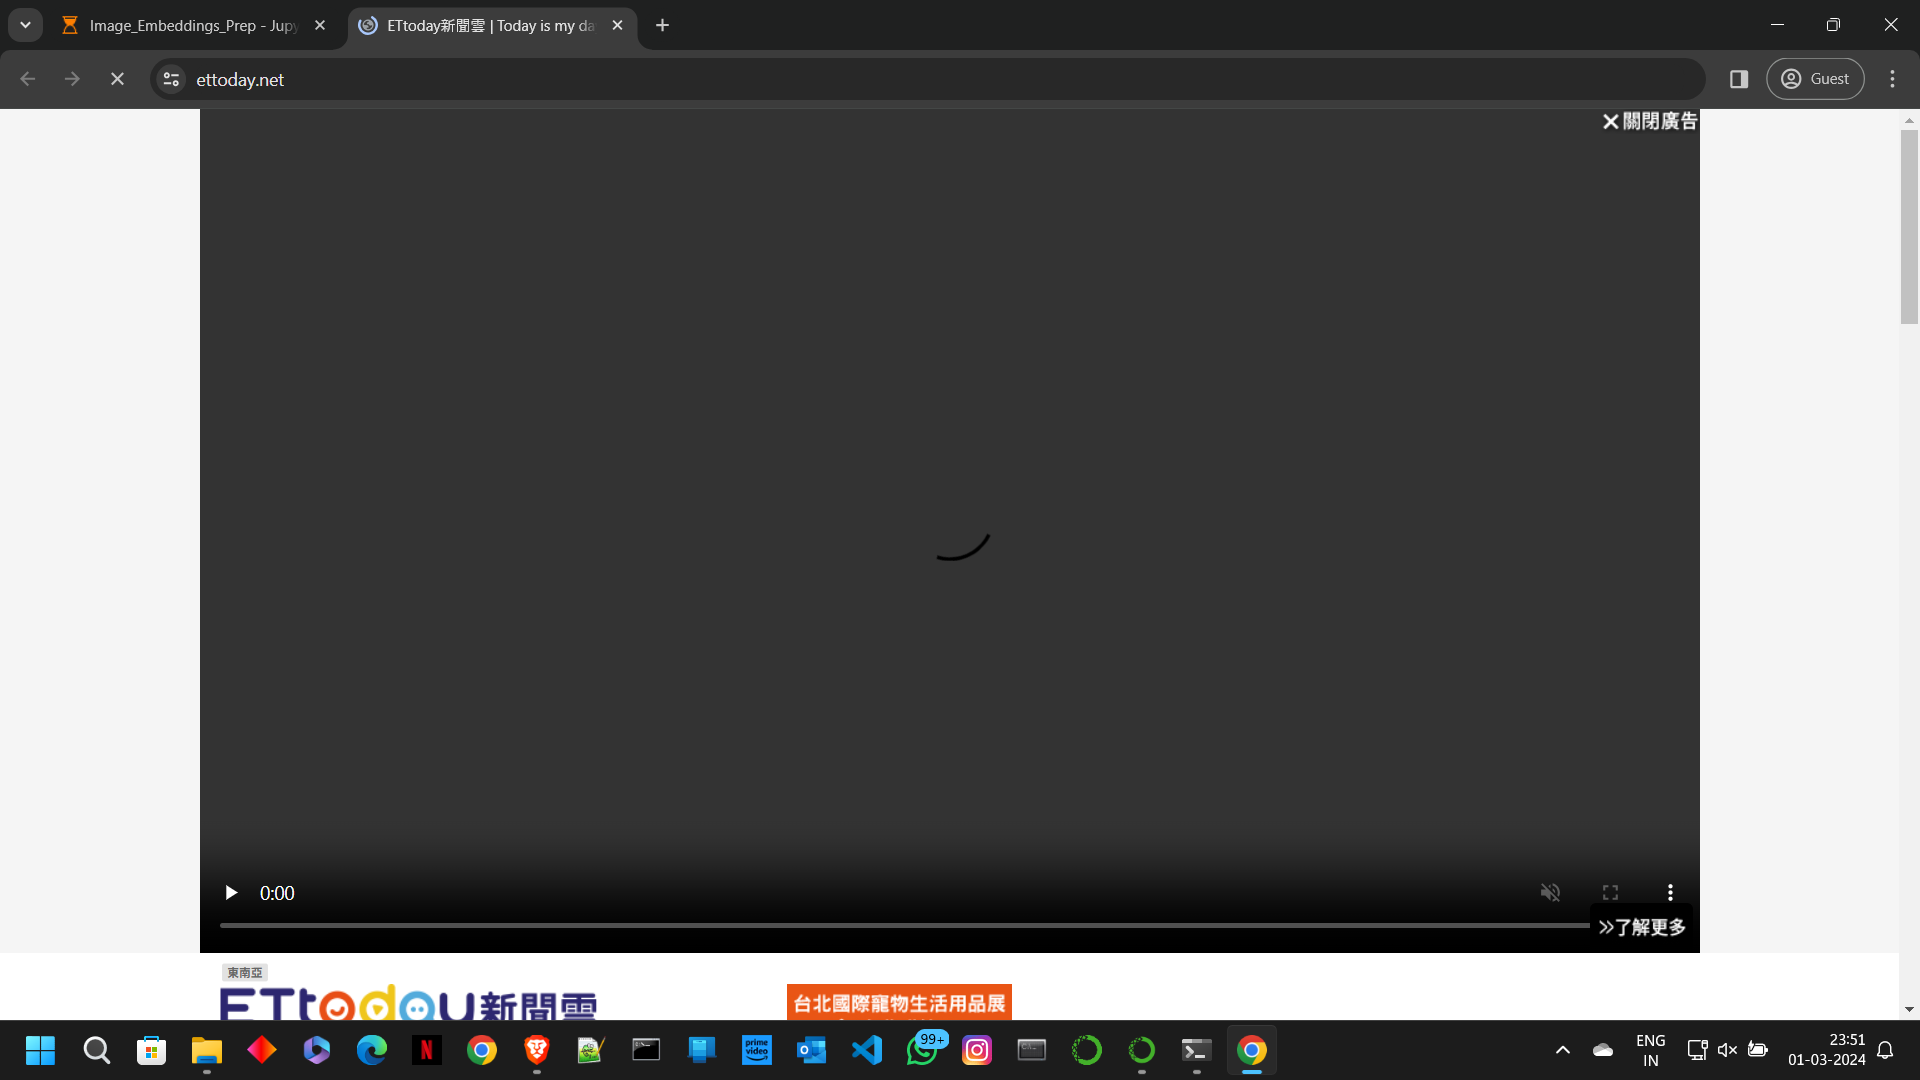 Image_Embeddings_Prep - Jupy
ETtoday新聞雲 | Today is my da
ettoday.net
Guest
關閉廣告
0:00
了解更多
東南亞
ETtoday新聞雲
台北國際寵物生活用品展
prime video
99+
ENG
IN
23:51
01-03-2024